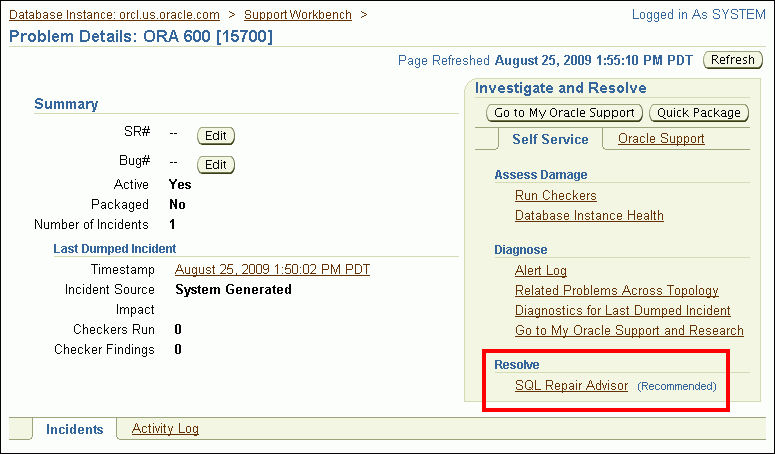 Database Instance: orcl.us.oracle.com > Support Workbench > Logged in As SYSTEM
Problem Details: ORA 600 [15700]
Page Refreshed August 25, 2009 1:55:10 PM PDT Refresh
Summary
SR# -- Edit
Bug# -- Edit
Active Yes
Packaged No
Number of Incidents 1
Last Dumped Incident
Timestamp August 25, 2009 1:50:02 PM PDT
Incident Source System Generated
Impact
Checkers Run 0
Checker Findings 0
Investigate and Resolve
Go to My Oracle Support Quick Package
Self Service Oracle Support
Assess Damage
Run Checkers
Database Instance Health
Diagnose
Alert Log
Related Problems Across Topology
Diagnostics for Last Dumped Incident
Go to My Oracle Support and Research
Resolve
SQL Repair Advisor (Recommended)
Incidents Activity Log